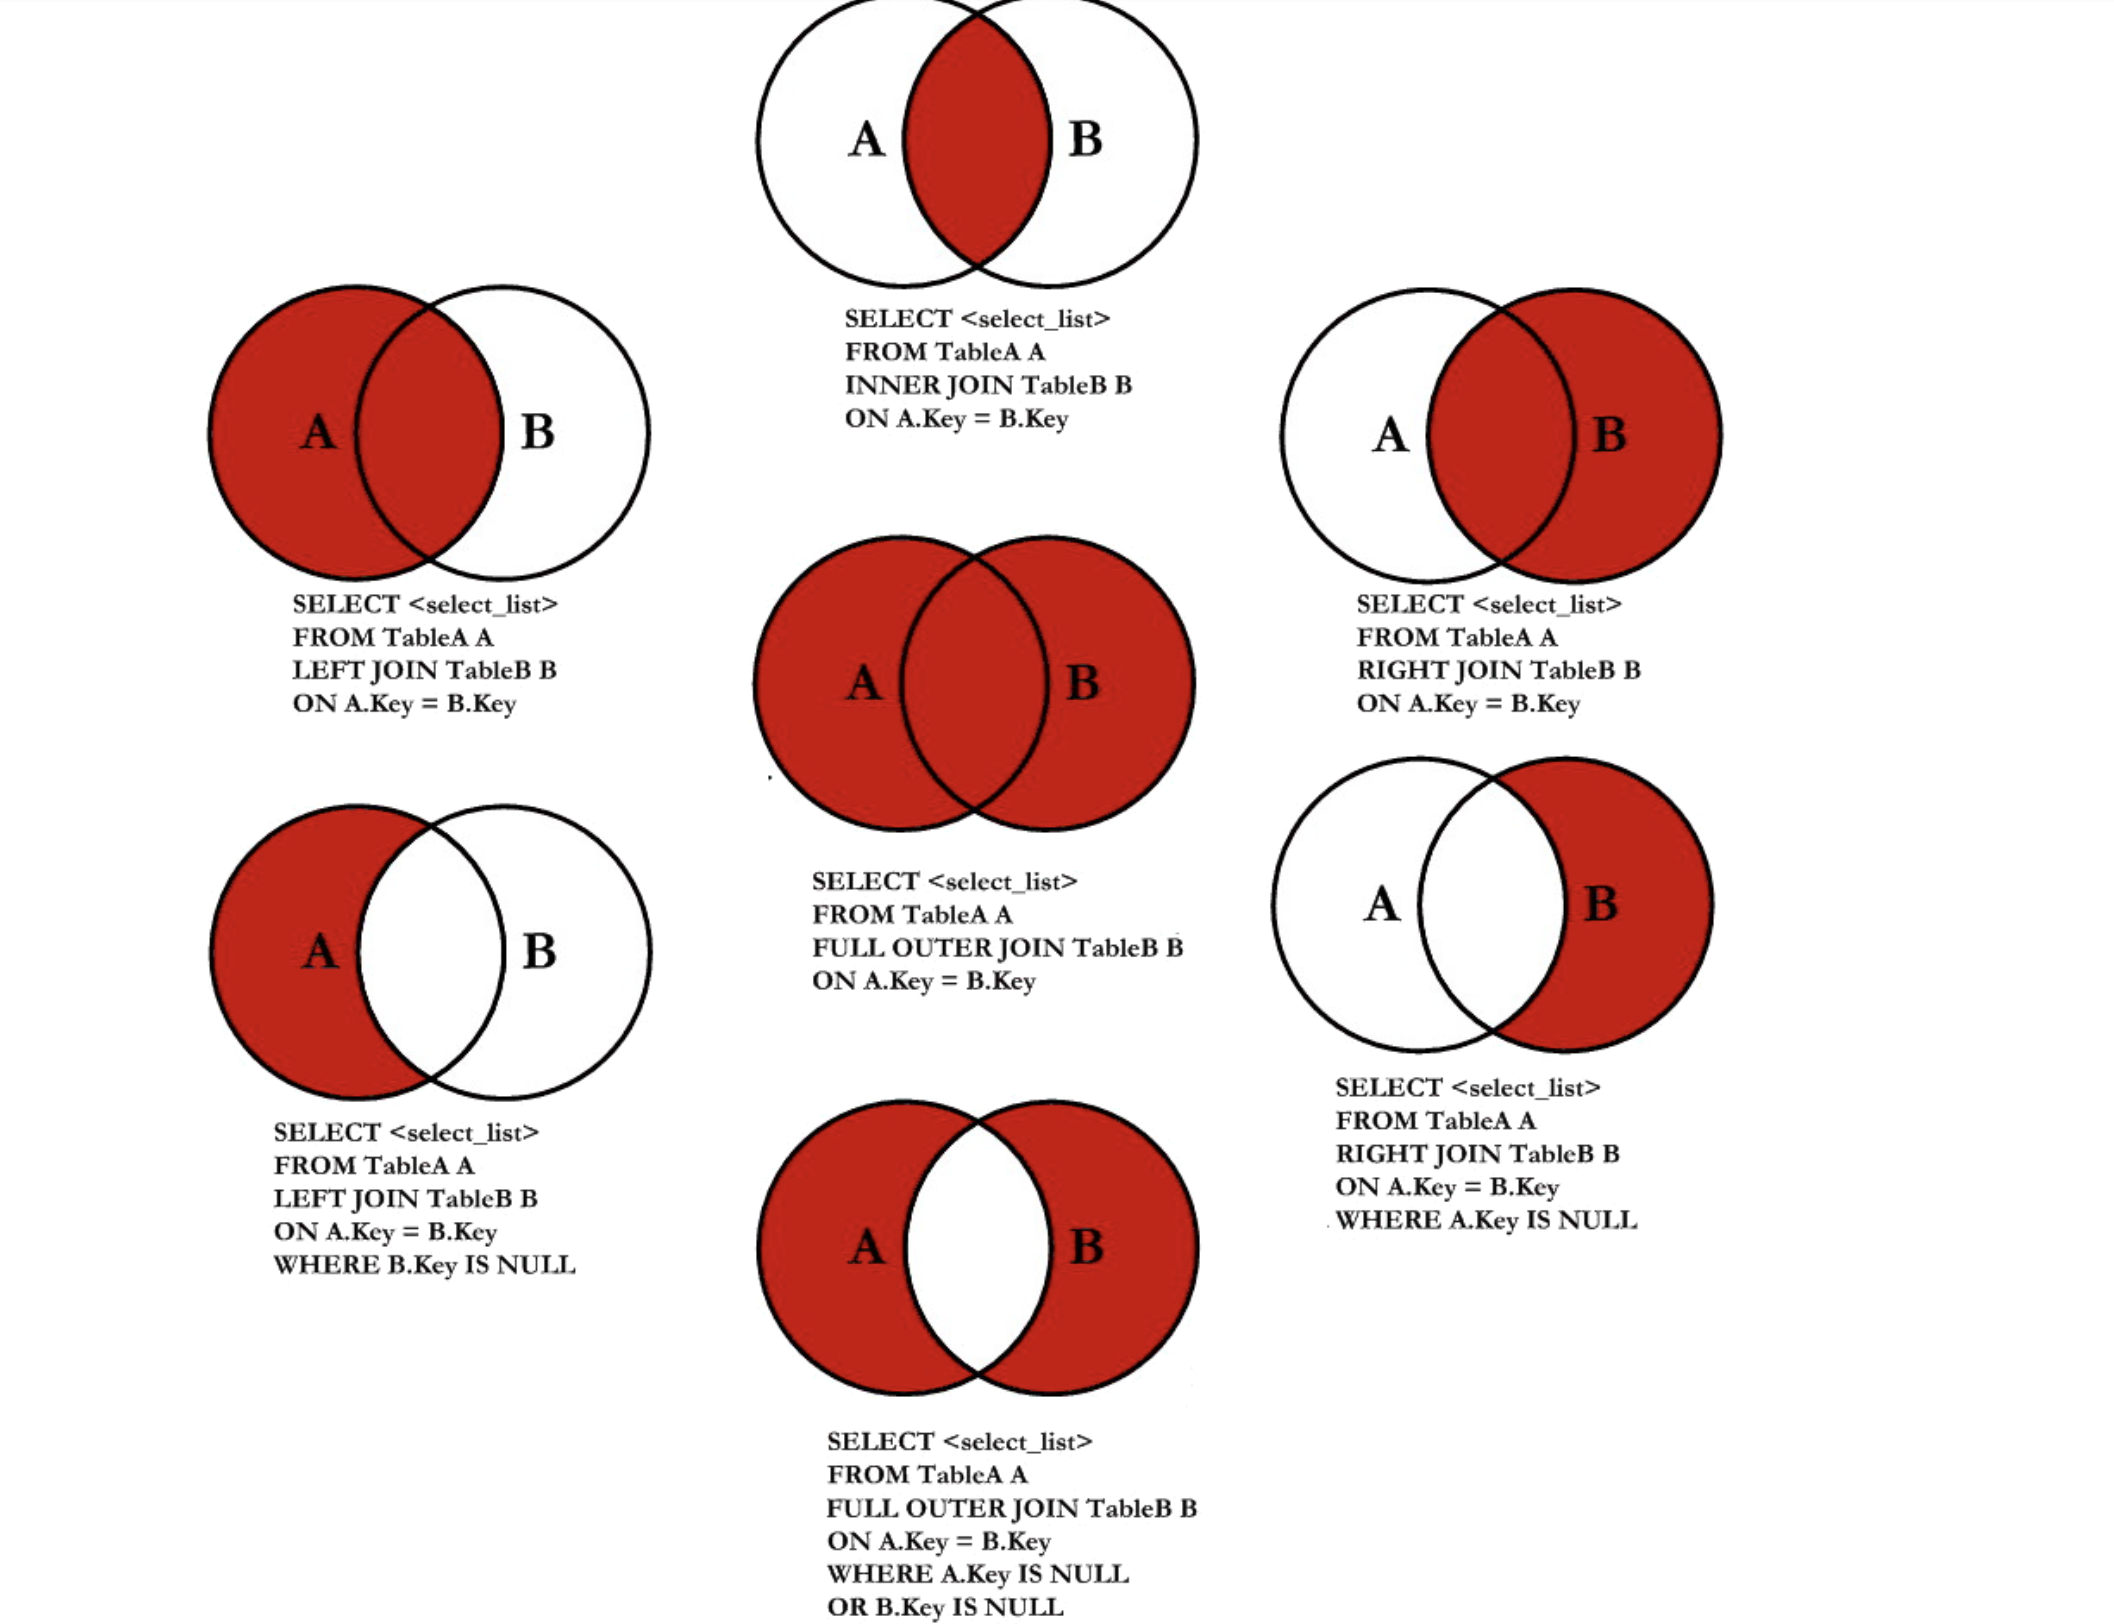 A B
SELECT <select_list>
FROM TableA A
INNER JOIN TableB B
ON A.Key = B.Key
A B
SELECT <select_list>
FROM TableA A
LEFT JOIN TableB B
ON A.Key = B.Key
A B
SELECT <select_list>
FROM TableA A
RIGHT JOIN TableB B
ON A.Key = B.Key
A B
SELECT <select_list>
FROM TableA A
FULL OUTER JOIN TableB B
ON A.Key = B.Key
A B
SELECT <select_list>
FROM TableA A
LEFT JOIN TableB B
ON A.Key = B.Key
WHERE B.Key IS NULL
A B
SELECT <select_list>
FROM TableA A
RIGHT JOIN TableB B
ON A.Key = B.Key
WHERE A.Key IS NULL
A B
SELECT <select_list>
FROM TableA A
FULL OUTER JOIN TableB B
ON A.Key = B.Key
WHERE A.Key IS NULL
OR B.Key IS NULL